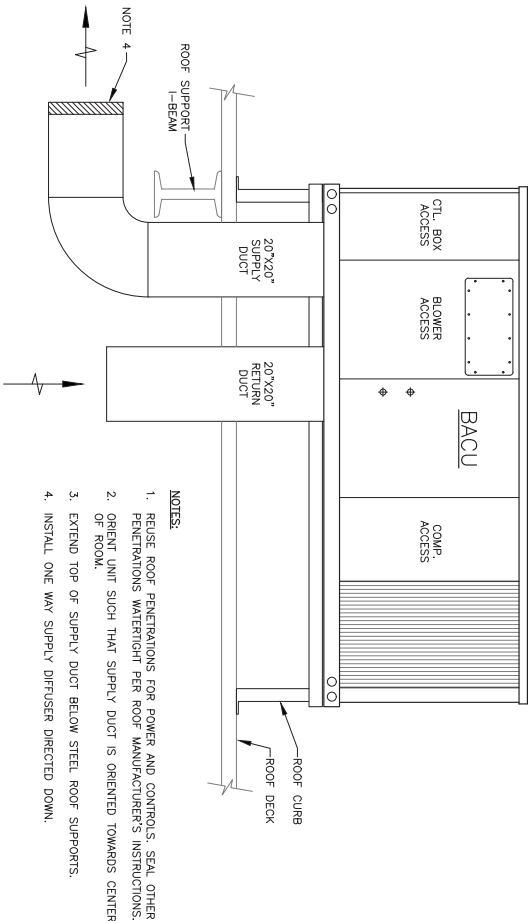 CTL. BOX
ACCESS
BLOWER
ACCESS
BACU
COMP.
ACCESS
ROOF SUPPORT
I-BEAM
NOTE 4
20"X20"
SUPPLY
DUCT
20"X20"
RETURN
DUCT
ROOF CURB
ROOF DECK
NOTES:
1. REUSE ROOF PENETRATIONS FOR POWER AND CONTROLS. SEAL OTHER
PENETRATIONS WATERTIGHT PER ROOF MANUFACTURER'S INSTRUCTIONS.
2. ORIENT UNIT SUCH THAT SUPPLY DUCT IS ORIENTED TOWARDS CENTER
OF ROOM.
3. EXTEND TOP OF SUPPLY DUCT BELOW STEEL ROOF SUPPORTS.
4. INSTALL ONE WAY SUPPLY DIFFUSER DIRECTED DOWN.